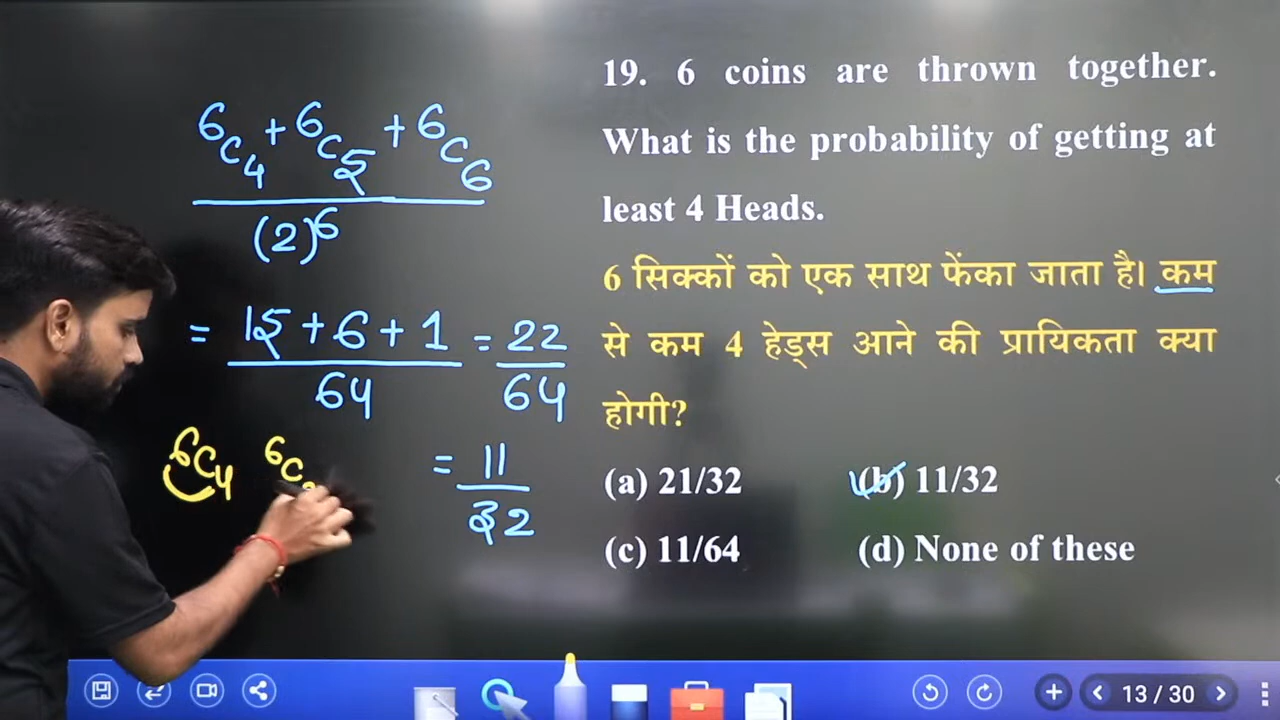 19. 6 coins are thrown together.
What is the probability of getting at
least 4 Heads.
6 सिक्कों को एक साथ फेंका जाता है। कम
से कम 4 हेड्स आने की प्रायिकता क्या
होगी?
(a) 21/32 (b) 11/32
(c) 11/64 (d) None of these
⁶C₄ + ⁶C₅ + ⁶C₆
(2)⁶
= 15 + 6 + 1 = 22
64 64
⁶C₄ ⁶C
= 11
32
13 / 30